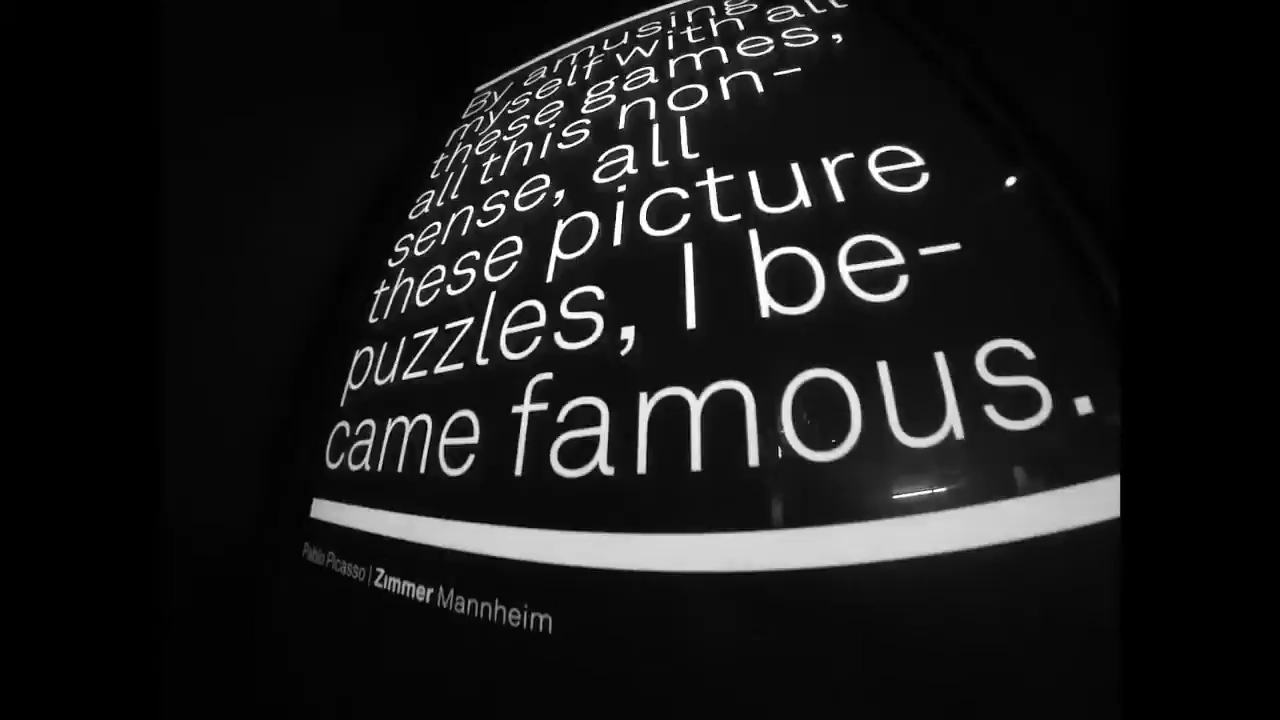 By amusing
myself with all
these games,
all this non-
sense, all
these picture
puzzles, I be-
came famous.
Pablo Picasso | Zimmer Mannheim